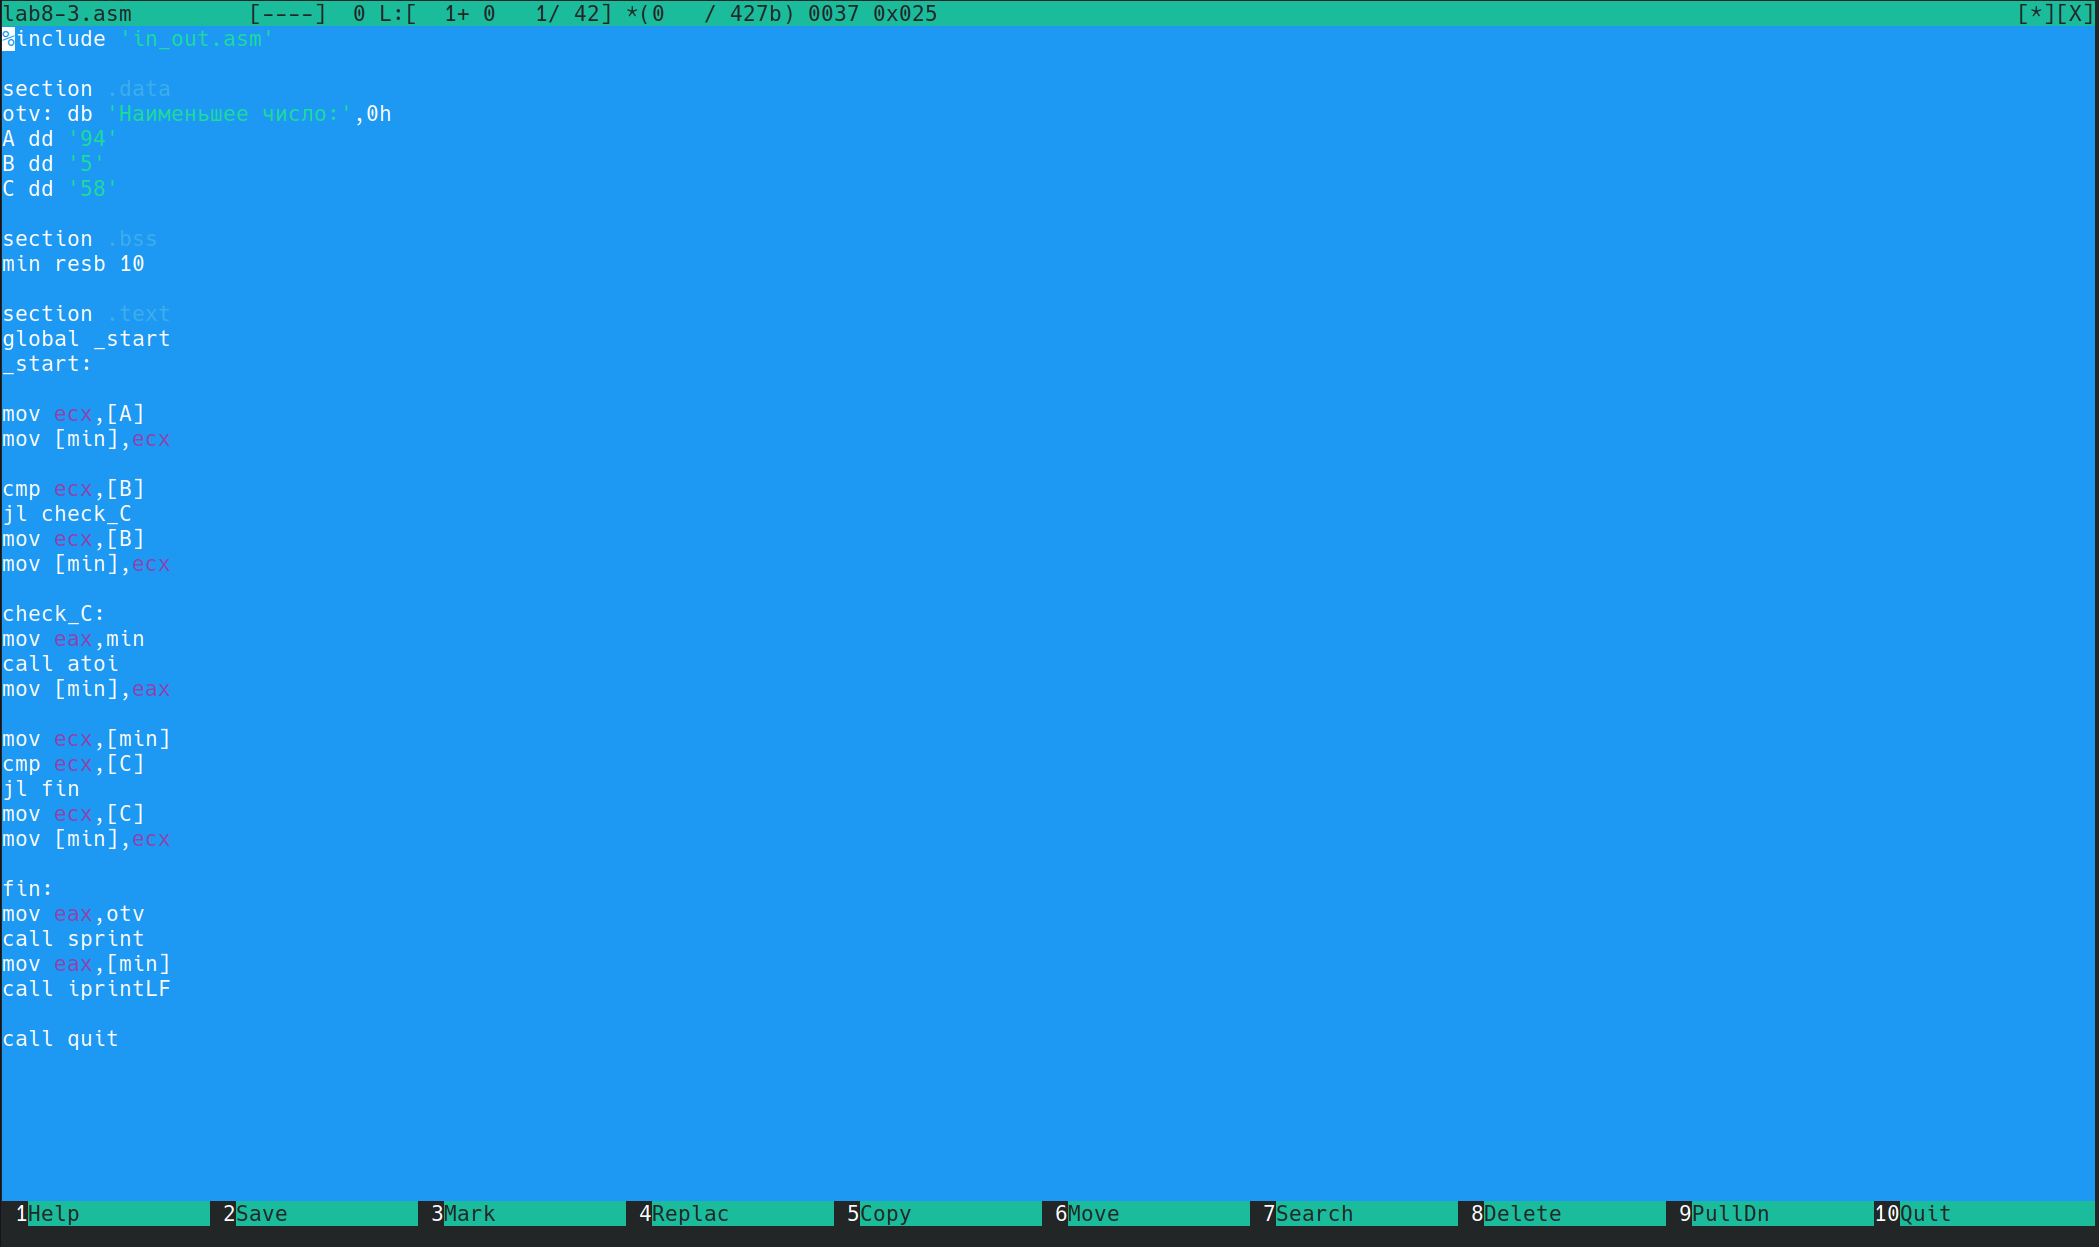 lab8-3.asm         [----]  0 L:[  1+ 0   1/ 42] *(0   / 427b) 0037 0x025                                                                                   [*][X]
%include 'in_out.asm'
section .data
otv: db 'Наименьшее число:',0h
A dd '94'
B dd '5'
C dd '58'
section .bss
min resb 10
section .text
global _start
_start:
mov ecx,[A]
mov [min],ecx
cmp ecx,[B]
jl check_C
mov ecx,[B]
mov [min],ecx
check_C:
mov eax,min
call atoi
mov [min],eax
mov ecx,[min]
cmp ecx,[C]
jl fin
mov ecx,[C]
mov [min],ecx
fin:
mov eax,otv
call sprint
mov eax,[min]
call iprintLF
call quit
1Help 2Save 3Mark 4Replac 5Copy 6Move 7Search 8Delete 9PullDn 10Quit